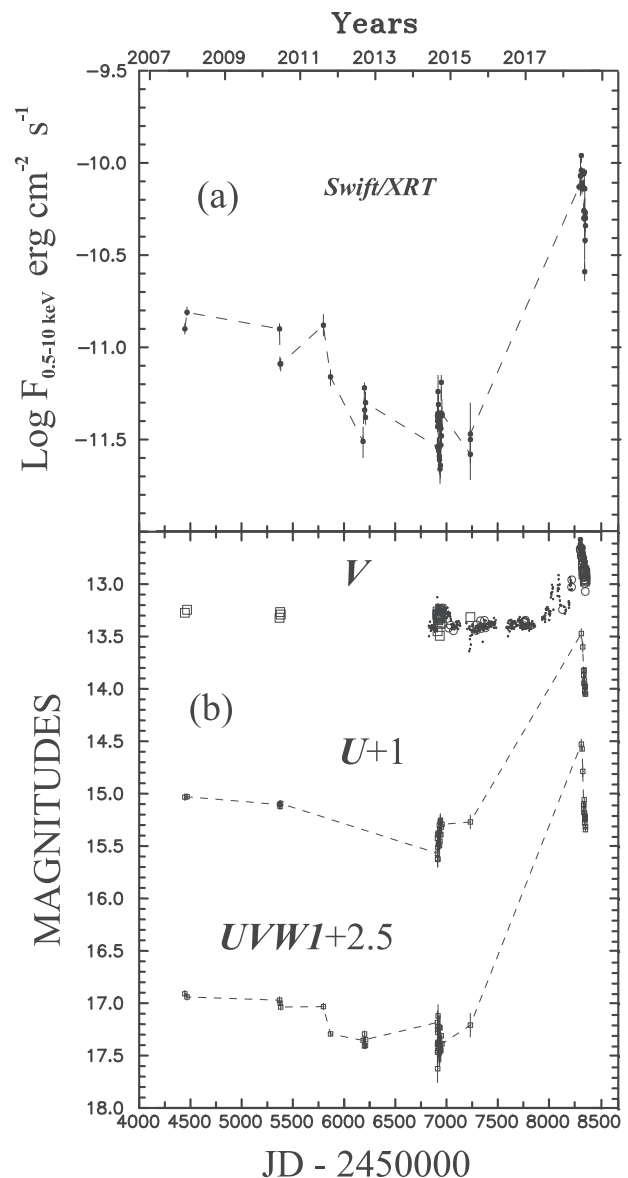 Years
2007 2009 2011 2013 2015 2017
-9.5
-10.0
-10.5
-11.0
-11.5
Log F0.5-10 keV erg cm-2 s-1
(a)
Swift/XRT
V
13.0
13.5
14.0
14.5
15.0
15.5
16.0
16.5
17.0
17.5
18.0
MAGNITUDES
(b)
U+1
UVW1+2.5
4000 4500 5000 5500 6000 6500 7000 7500 8000 8500
JD - 2450000